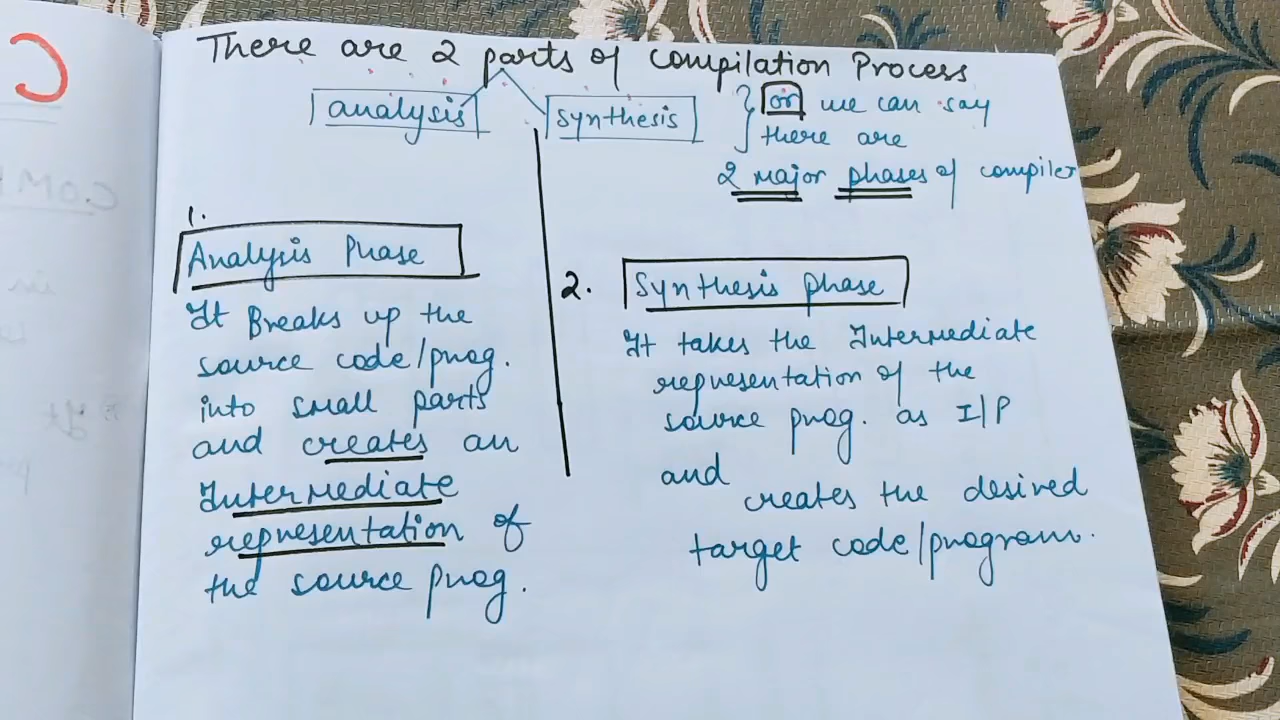 There are 2 parts of Compilation Process
analysis
synthesis
or we can say
there are
2 major phases of compiler
1.
Analysis Phase
It Breaks up the
source code/prog.
into small parts
and creates an
Intermediate
representation of
the source prog.
2.
Synthesis phase
It takes the Intermediate
representation of the
source prog. as I/P
and
creates the desired
target code/program.
C